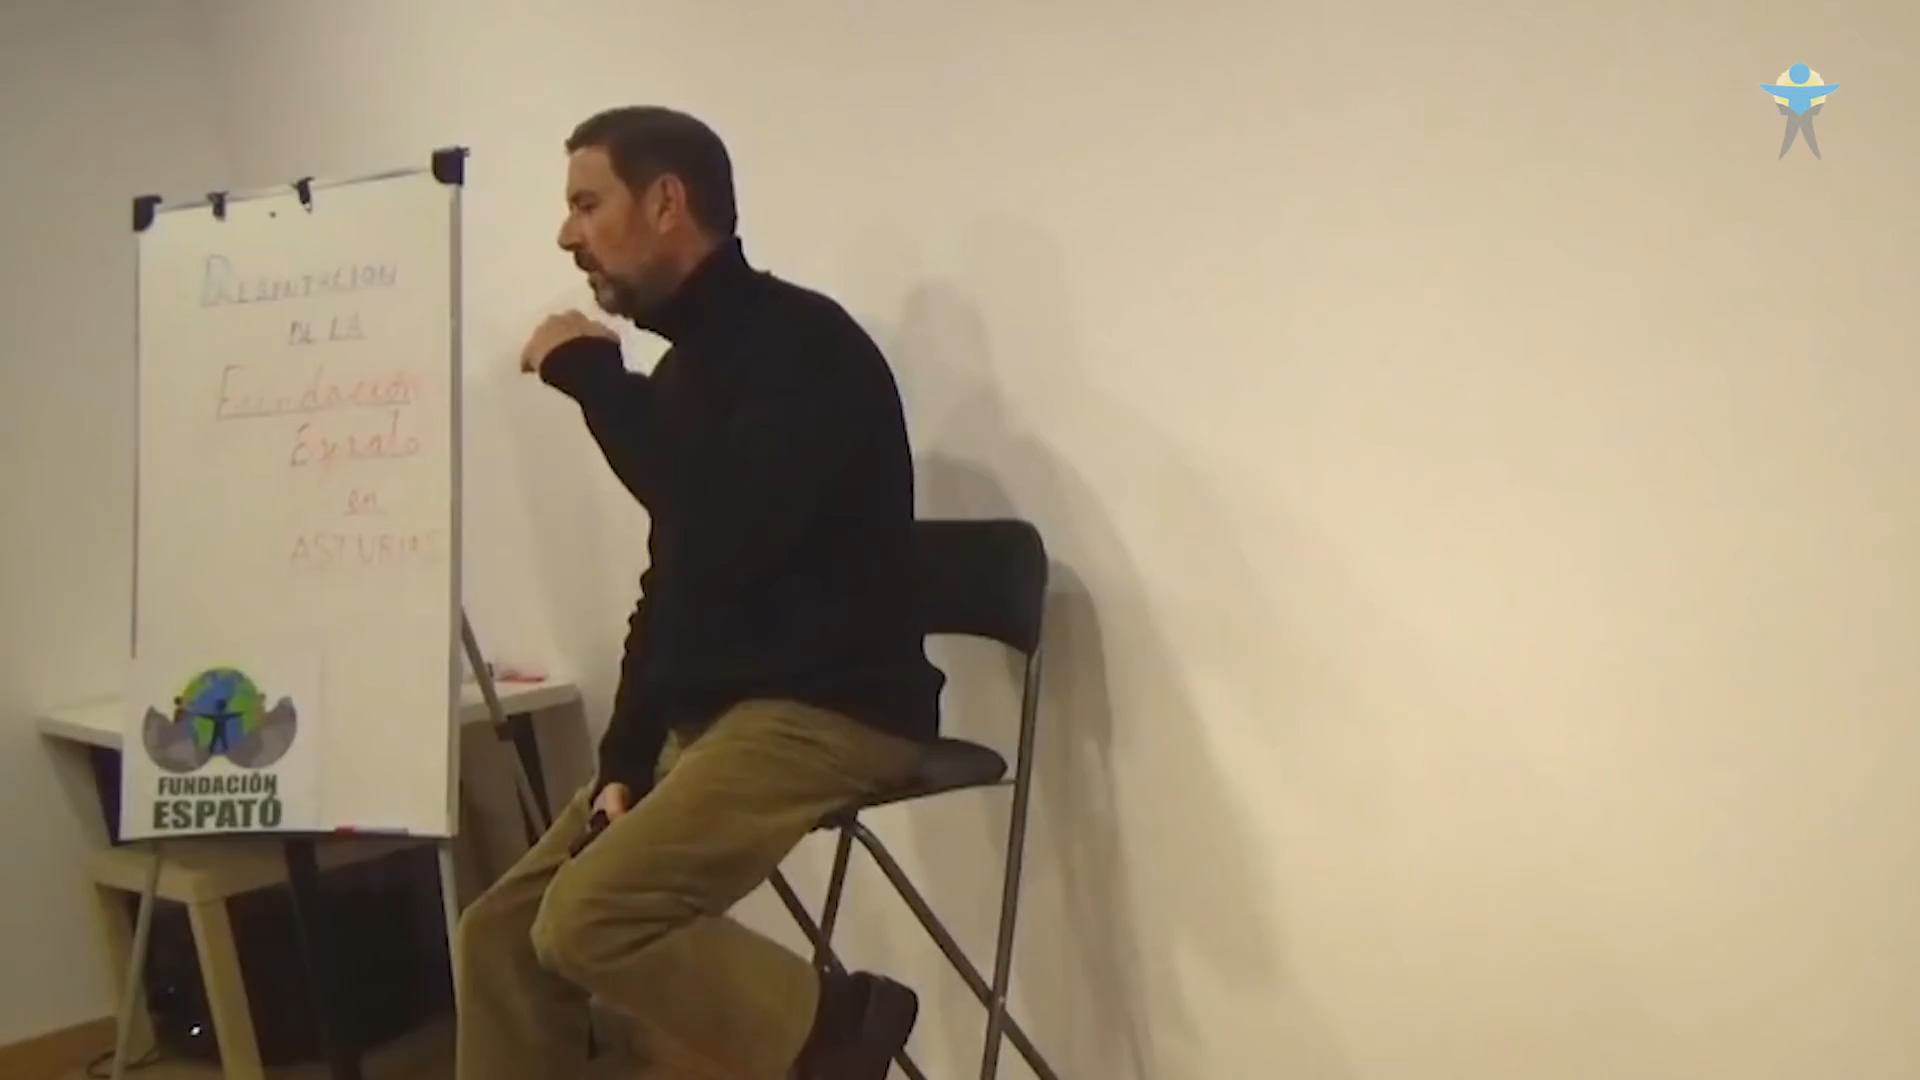 PRESENTACION
DE LA
Fundación
Espató
en
ASTURIAS
FUNDACIÓN
ESPATÓ